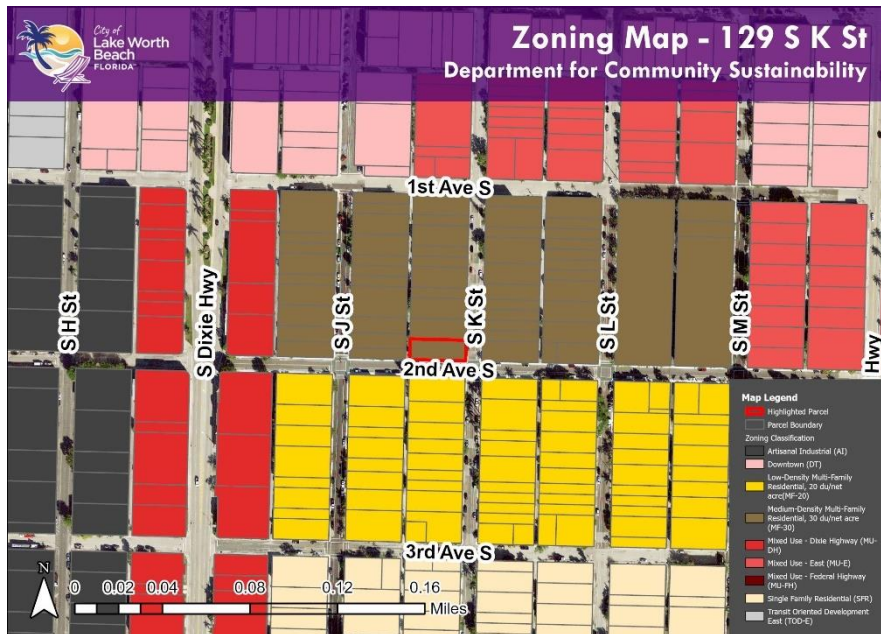 City of
Lake Worth
Beach
FLORIDA
Zoning Map - 129 S K St
Department for Community Sustainability
1st Ave S
S H St
S Dixie Hwy
S J St
S K St
S L St
S M St
Hwy
2nd Ave S
3rd Ave S
N
0 0.02 0.04 0.08 0.12 0.16
Miles
Map Legend
Highlighted Parcel
Parcel Boundary
Zoning Classification
Artisanal Industrial (AI)
Downtown (DT)
Low-Density Multi-Family
Residential, 20 du/net
acre(MF-20)
Medium-Density Multi-Family
Residential, 30 du/net acre
(MF-30)
Mixed Use - Dixie Highway (MU-
DH)
Mixed Use - East (MU-E)
Mixed Use - Federal Highway
(MU-FH)
Single Family Residential (SFR)
Transit Oriented Development
East (TOD-E)